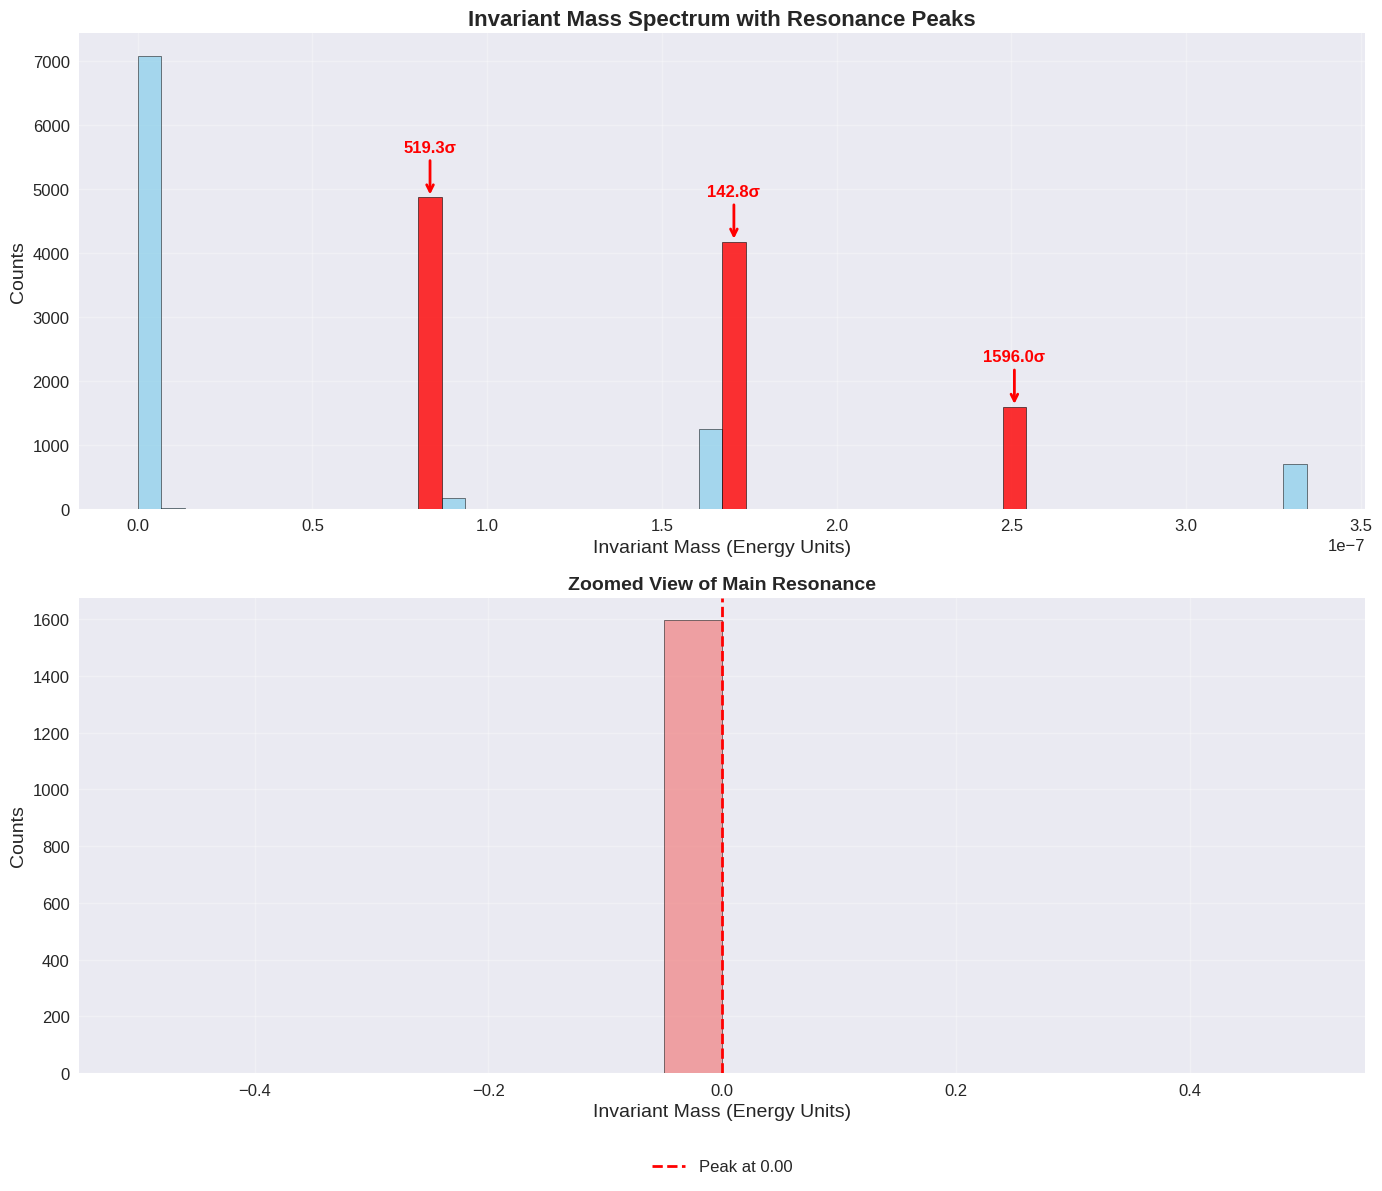 Invariant Mass Spectrum with Resonance Peaks
7000
6000
5000
4000
3000
2000
1000
0
Counts
519.3σ
142.8σ
1596.0σ
0.0 0.5 1.0 1.5 2.0 2.5 3.0 3.5
1e−7
Invariant Mass (Energy Units)
Zoomed View of Main Resonance
1600
1400
1200
1000
800
600
400
200
0
Counts
−0.4 −0.2 0.0 0.2 0.4
Invariant Mass (Energy Units)
Peak at 0.00